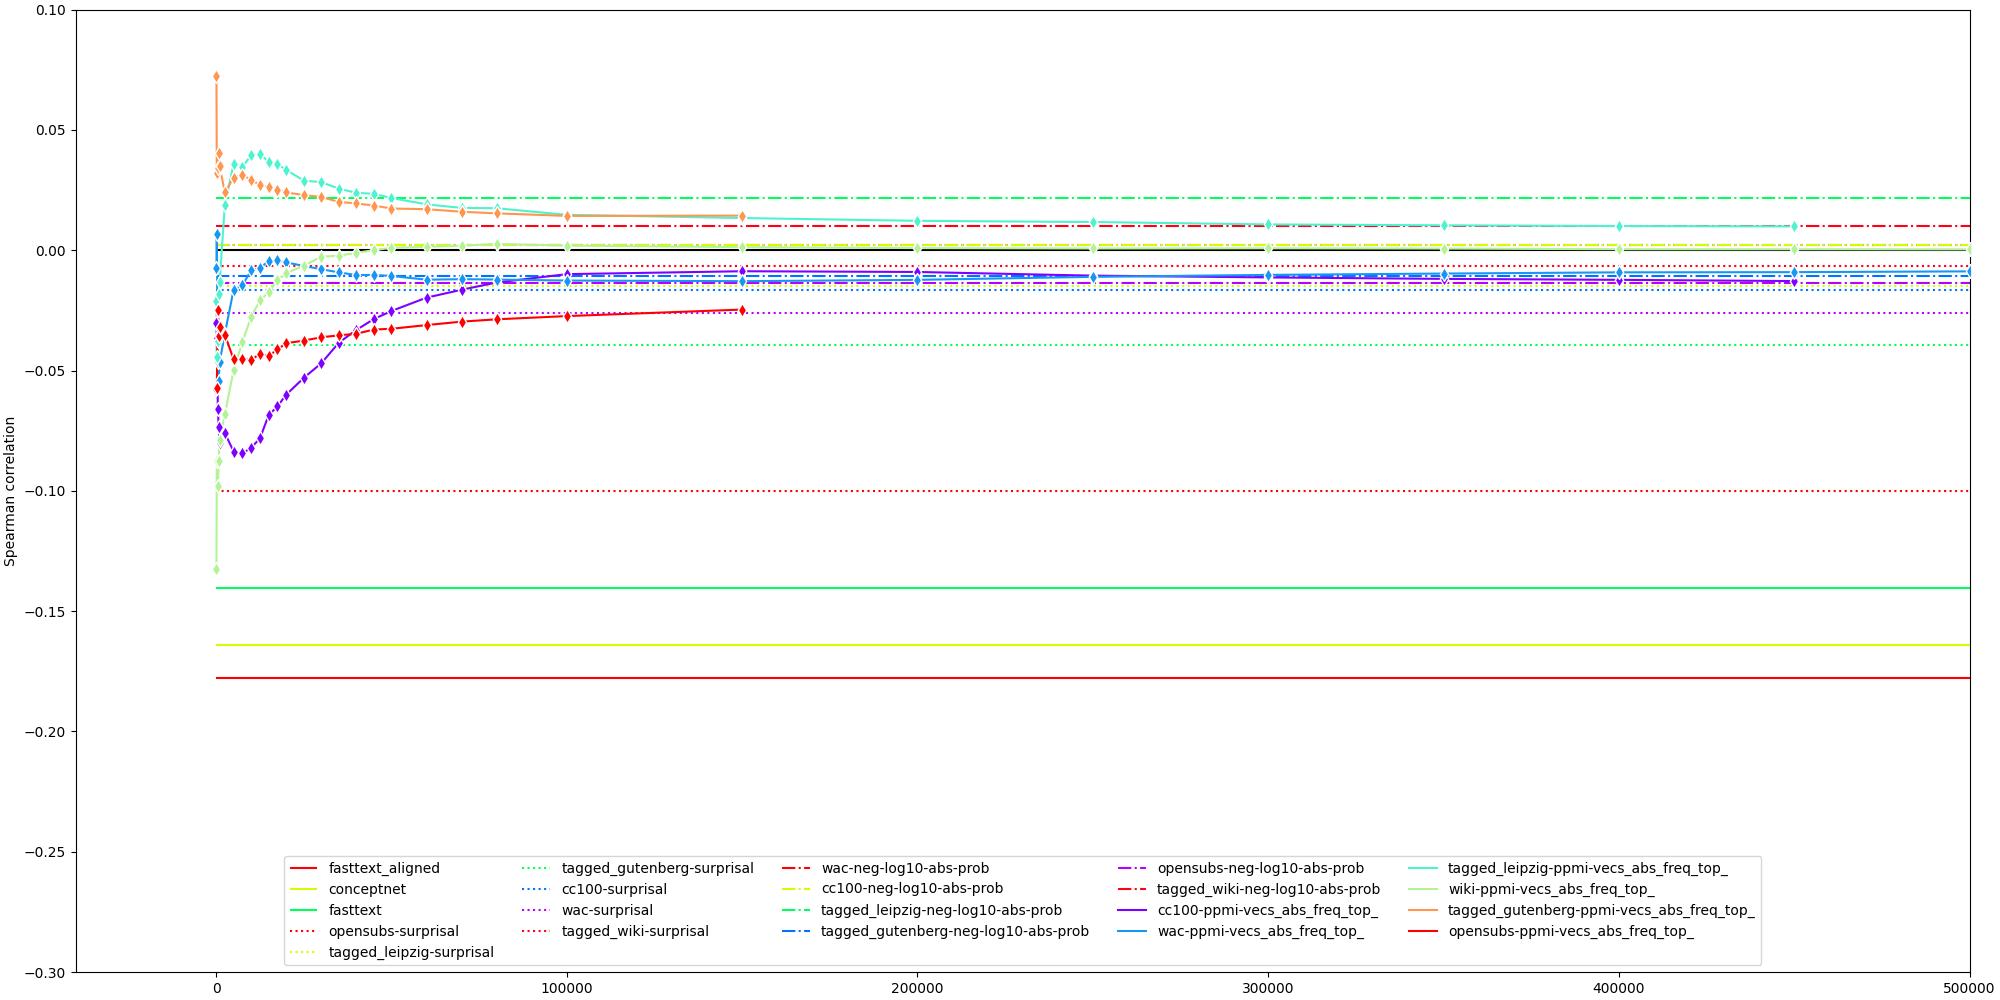 0.10
0.05
0.00
−0.05
−0.10
−0.15
−0.20
−0.25
−0.30
Spearman correlation
0
100000
200000
300000
400000
500000
fasttext_aligned
conceptnet
fasttext
opensubs-surprisal
tagged_leipzig-surprisal
tagged_gutenberg-surprisal
cc100-surprisal
wac-surprisal
tagged_wiki-surprisal
wac-neg-log10-abs-prob
cc100-neg-log10-abs-prob
tagged_leipzig-neg-log10-abs-prob
tagged_gutenberg-neg-log10-abs-prob
opensubs-neg-log10-abs-prob
tagged_wiki-neg-log10-abs-prob
cc100-ppmi-vecs_abs_freq_top_
wac-ppmi-vecs_abs_freq_top_
tagged_leipzig-ppmi-vecs_abs_freq_top_
wiki-ppmi-vecs_abs_freq_top_
tagged_gutenberg-ppmi-vecs_abs_freq_top_
opensubs-ppmi-vecs_abs_freq_top_